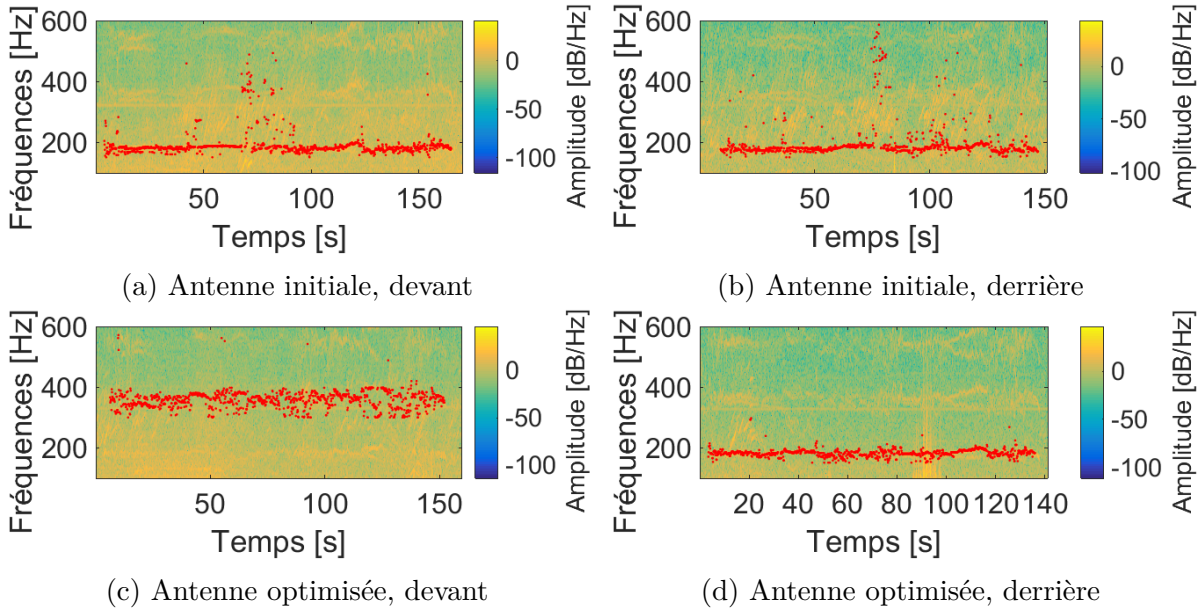 600
400
200
Fréquences [Hz]
50
100
150
Temps [s]
0
-50
-100
Amplitude [dB/Hz]
(a) Antenne initiale, devant
600
400
200
Fréquences [Hz]
50
100
150
Temps [s]
0
-50
-100
Amplitude [dB/Hz]
(b) Antenne initiale, derrière
600
400
200
Fréquences [Hz]
50
100
150
Temps [s]
0
-50
-100
Amplitude [dB/Hz]
(c) Antenne optimisée, devant
600
400
200
Fréquences [Hz]
20 40 60 80 100 120 140
Temps [s]
0
-50
-100
Amplitude [dB/Hz]
(d) Antenne optimisée, derrière